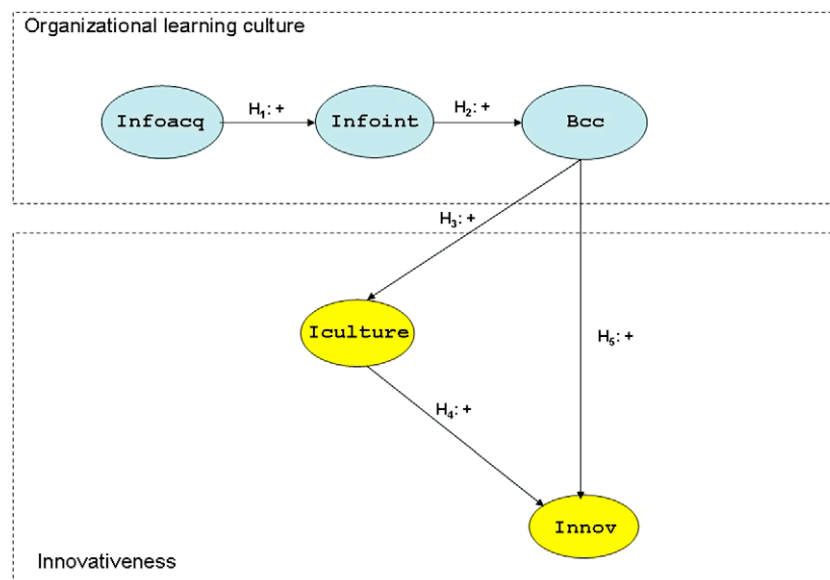 Organizational learning culture
Infoacq
H₁: +
Infoint
H₂: +
Bcc
H₃: +
Iculture
H₅: +
H₄: +
Innov
Innovativeness